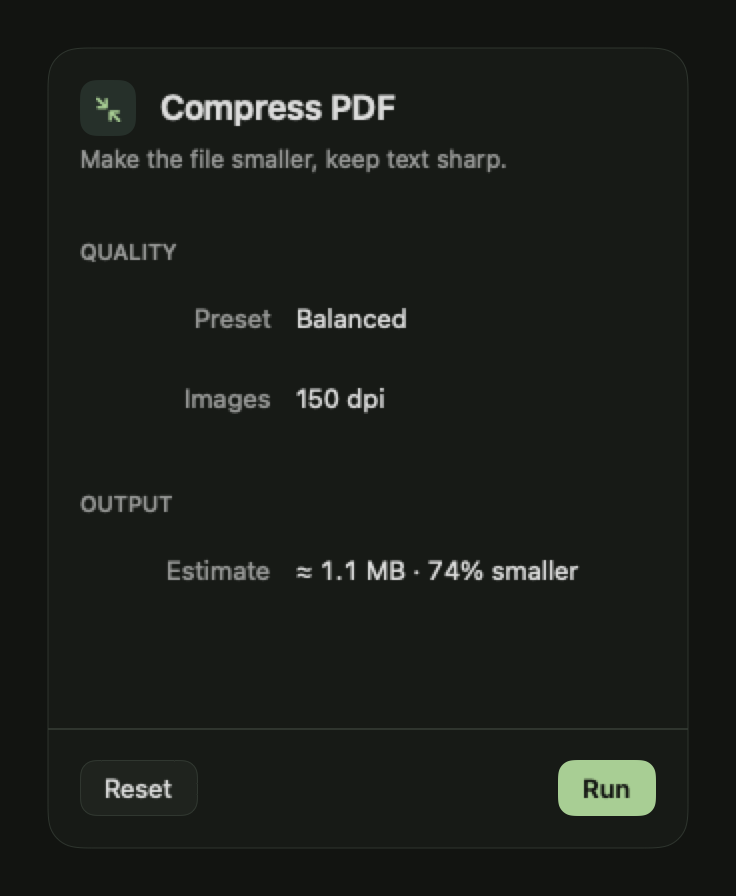 Compress PDF
Make the file smaller, keep text sharp.
QUALITY
Preset Balanced
Images 150 dpi
OUTPUT
Estimate ≈ 1.1 MB · 74% smaller
Reset Run